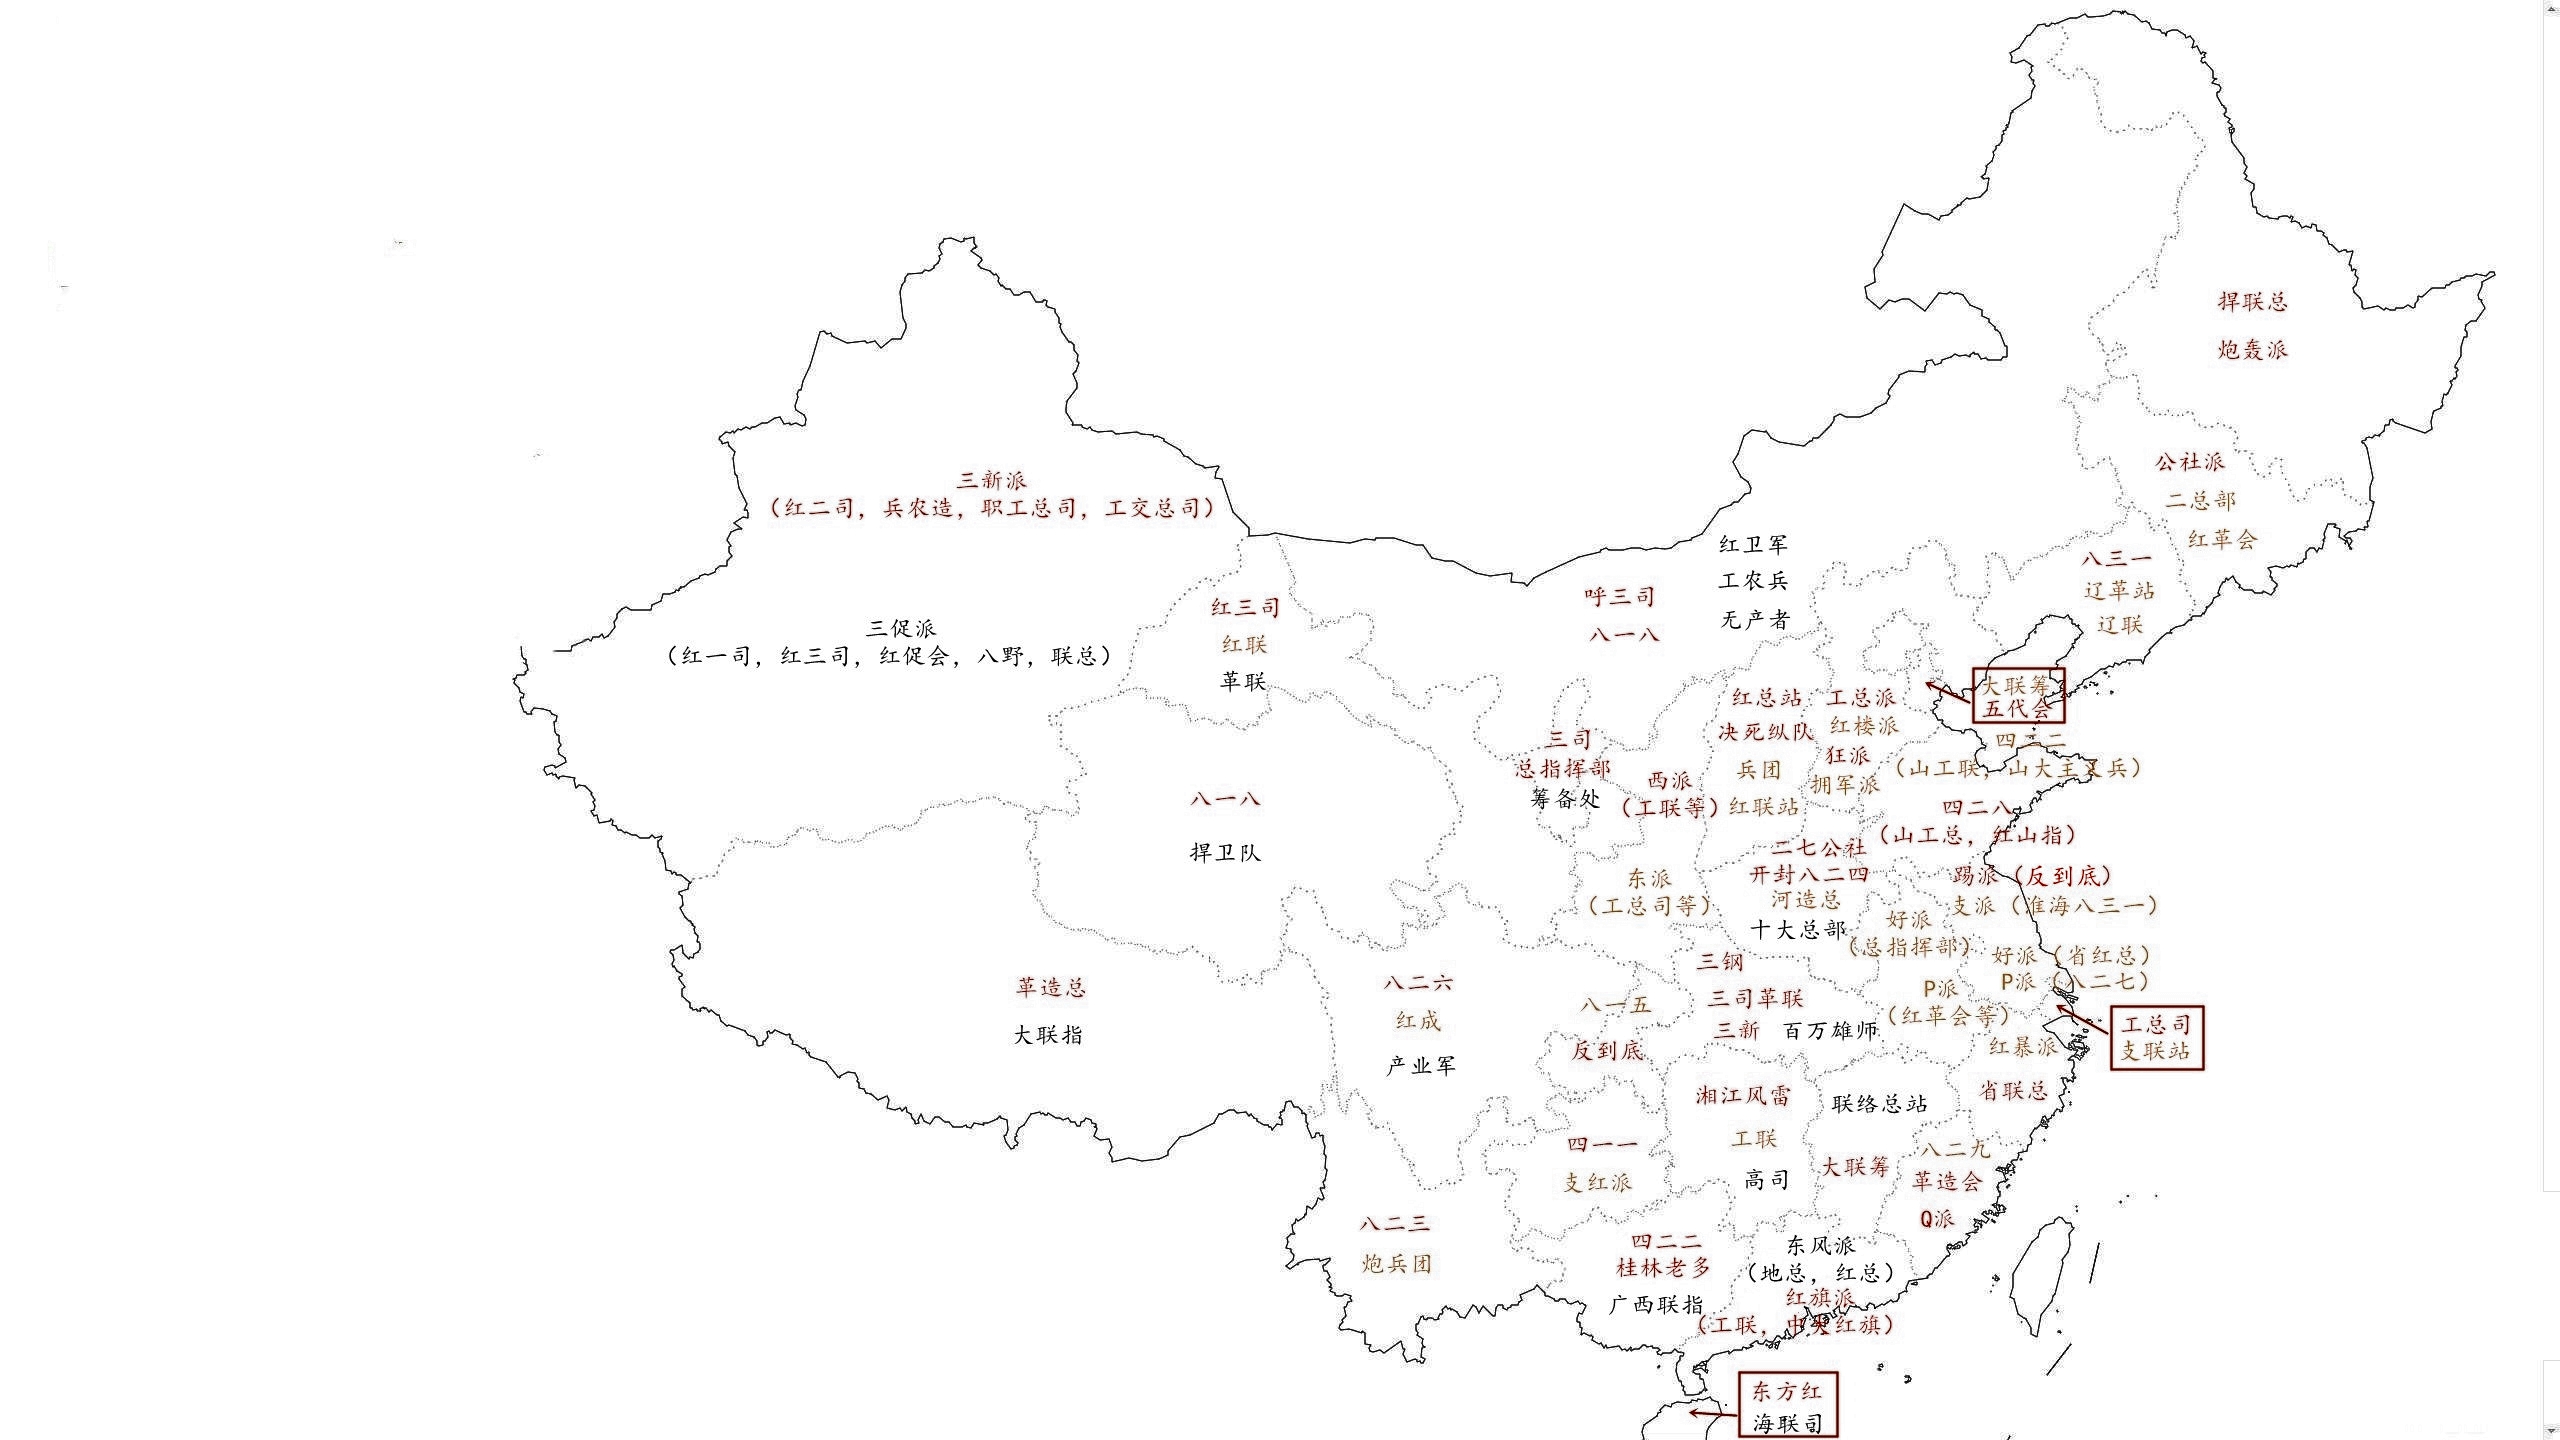 捍联总
炮轰派
公社派
二总部
红革会
八三一
辽革站
辽联
三新派
（红二司，兵农造，职工总司，工交总司）
三促派
（红一司，红三司，红促会，八野，联总）
红三司
红联
革联
呼三司
八一八
红卫军
工农兵
无产者
大联筹
五代会
红总站
决死纵队
兵团
红联站
工总派
红楼派
狂派
拥军派
四二二
（山工联，山大主义兵）
四二八
（山工总，红山指）
三司
总指挥部
筹备处
西派
（工联等）
东派
（工总司等）
八一八
捍卫队
二七公社
开封八二四
河造总
十大总部
踢派（反到底）
支派（淮海八三一）
好派（省红总）
P派（八二七）
好派
（总指挥部）
P派
（红革会等）
工总司
支联站
革造总
大联指
八二六
红成
产业军
八一五
反到底
三钢
三司革联
三新
百万雄师
红暴派
省联总
湘江风雷
工联
高司
联络总站
大联筹
八二九
革造会
Q派
四一一
支红派
八二三
炮兵团
四二二
桂林老多
广西联指
东风派
（地总，红总）
红旗派
（工联，中大红旗）
东方红
海联司